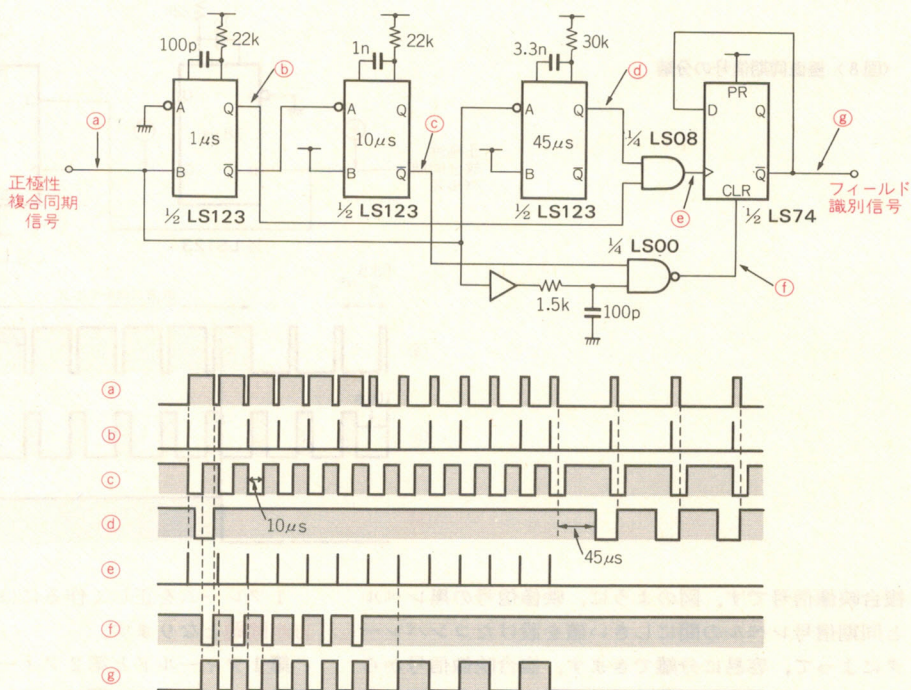 100p
22k
ⓑ
A
Q
1μs
B
Q̄
½ LS123
ⓐ
正極性
複合同期
信号
1n
22k
A
Q
10μs
B
Q̄
½ LS123
ⓒ
3.3n
30k
A
Q
45μs
B
Q̄
½ LS123
ⓓ
¼ LS08
ⓔ
PR
D
Q
Q̄
CLR
½ LS74
ⓖ
フィールド
識別信号
¼ LS00
1.5k
100p
ⓕ
ⓐ
ⓑ
ⓒ
10μs
ⓓ
45μs
ⓔ
ⓕ
ⓖ